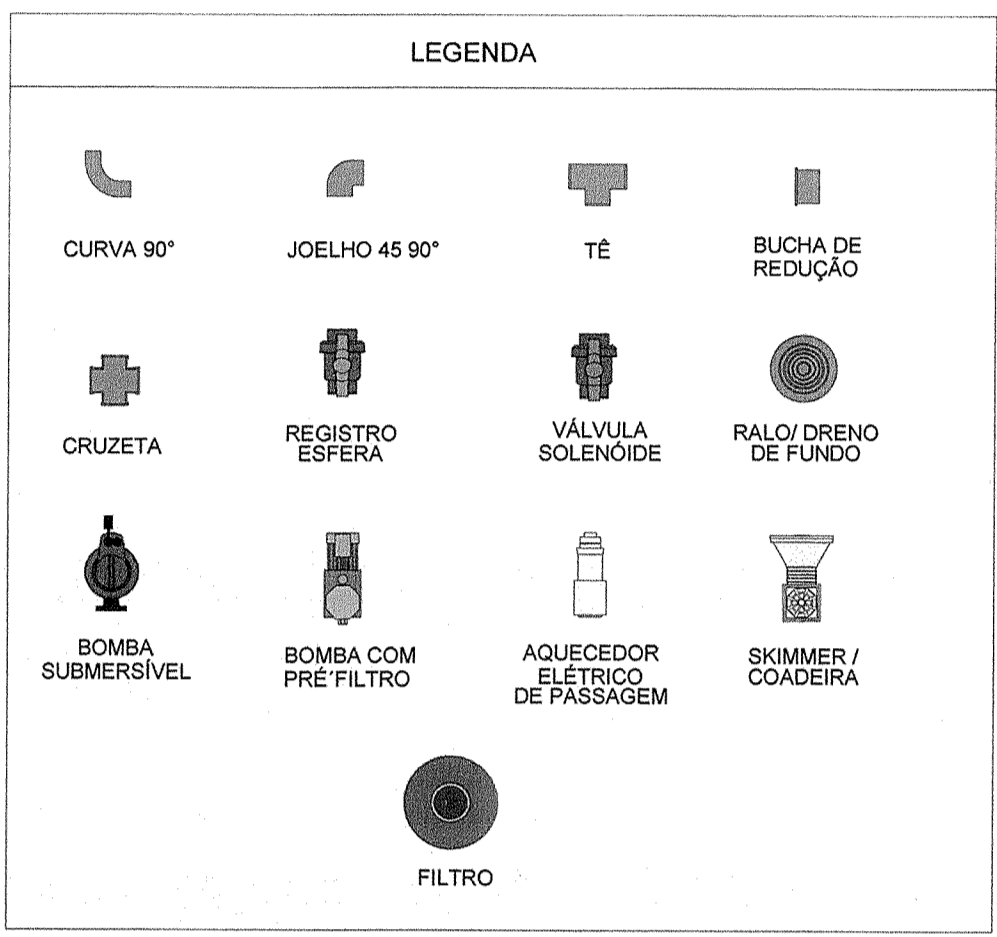 LEGENDA
CURVA 90°
JOELHO 45 90°
TÊ
BUCHA DE
REDUÇÃO
CRUZETA
REGISTRO
ESFERA
VÁLVULA
SOLENÓIDE
RALO/ DRENO
DE FUNDO
BOMBA
SUBMERSÍVEL
BOMBA COM
PRÉ´FILTRO
AQUECEDOR
ELÉTRICO
DE PASSAGEM
SKIMMER /
COADEIRA
FILTRO